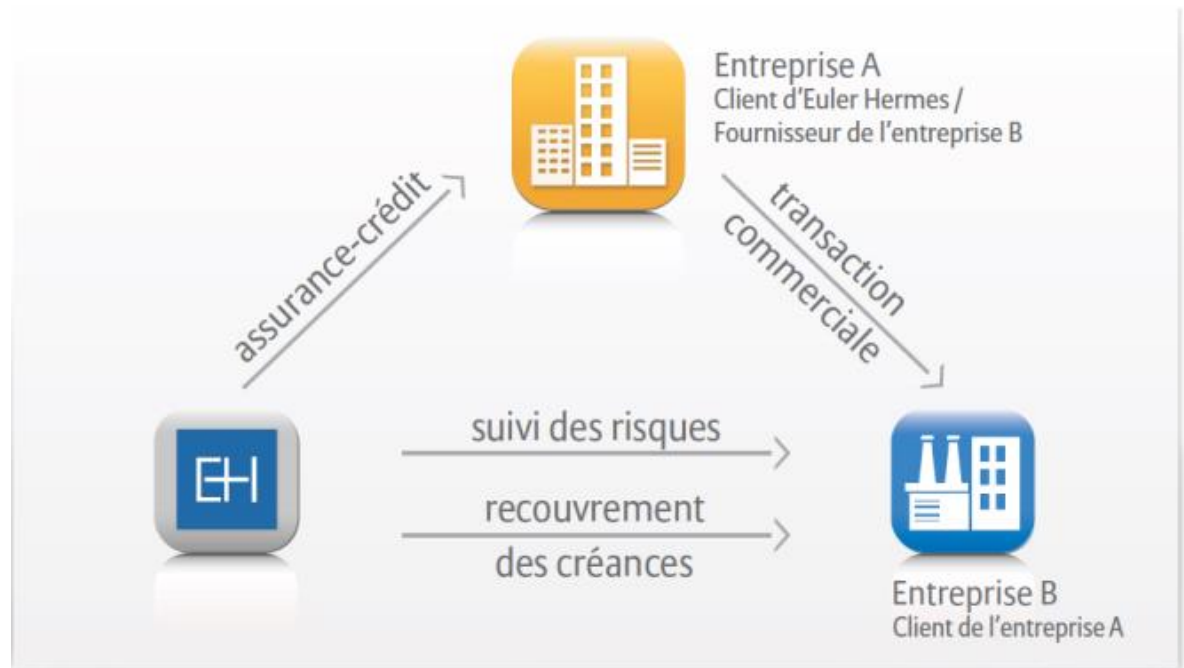 Entreprise A
Client d'Euler Hermes /
Fournisseur de l'entreprise B
assurance-crédit
transaction
commerciale
EH
suivi des risques
recouvrement
des créances
Entreprise B
Client de l'entreprise A